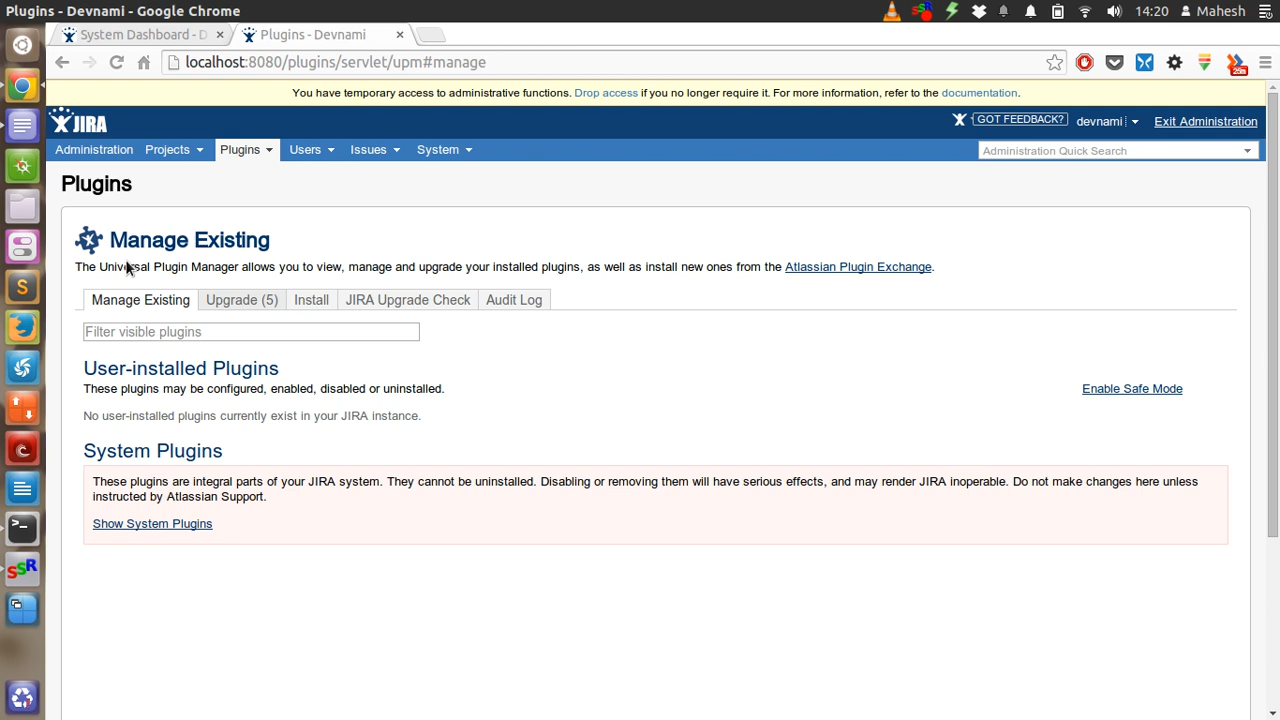 Plugins - Devnami - Google Chrome
14:20
Mahesh
System Dashboard - D
Plugins - Devnami
localhost:8080/plugins/servlet/upm#manage
25m
You have temporary access to administrative functions. Drop access if you no longer require it. For more information, refer to the documentation.
JIRA
GOT FEEDBACK?
devnami
Exit Administration
Administration
Projects
Plugins
Users
Issues
System
Administration Quick Search
Plugins
Manage Existing
The Universal Plugin Manager allows you to view, manage and upgrade your installed plugins, as well as install new ones from the Atlassian Plugin Exchange.
Manage Existing
Upgrade (5)
Install
JIRA Upgrade Check
Audit Log
Filter visible plugins
User-installed Plugins
These plugins may be configured, enabled, disabled or uninstalled.
Enable Safe Mode
No user-installed plugins currently exist in your JIRA instance.
System Plugins
These plugins are integral parts of your JIRA system. They cannot be uninstalled. Disabling or removing them will have serious effects, and may render JIRA inoperable. Do not make changes here unless
instructed by Atlassian Support.
Show System Plugins
S
SSR